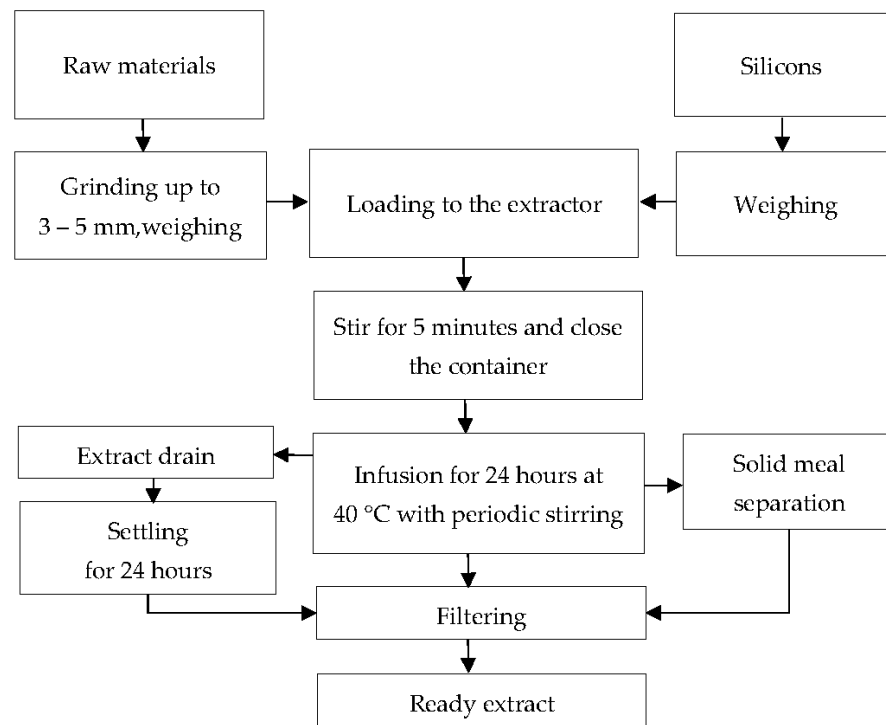 Raw materials
Silicons
Grinding up to
3 – 5 mm,weighing
Loading to the extractor
Weighing
Stir for 5 minutes and close
the container
Extract drain
Infusion for 24 hours at
40 °C with periodic stirring
Solid meal
separation
Settling
for 24 hours
Filtering
Ready extract